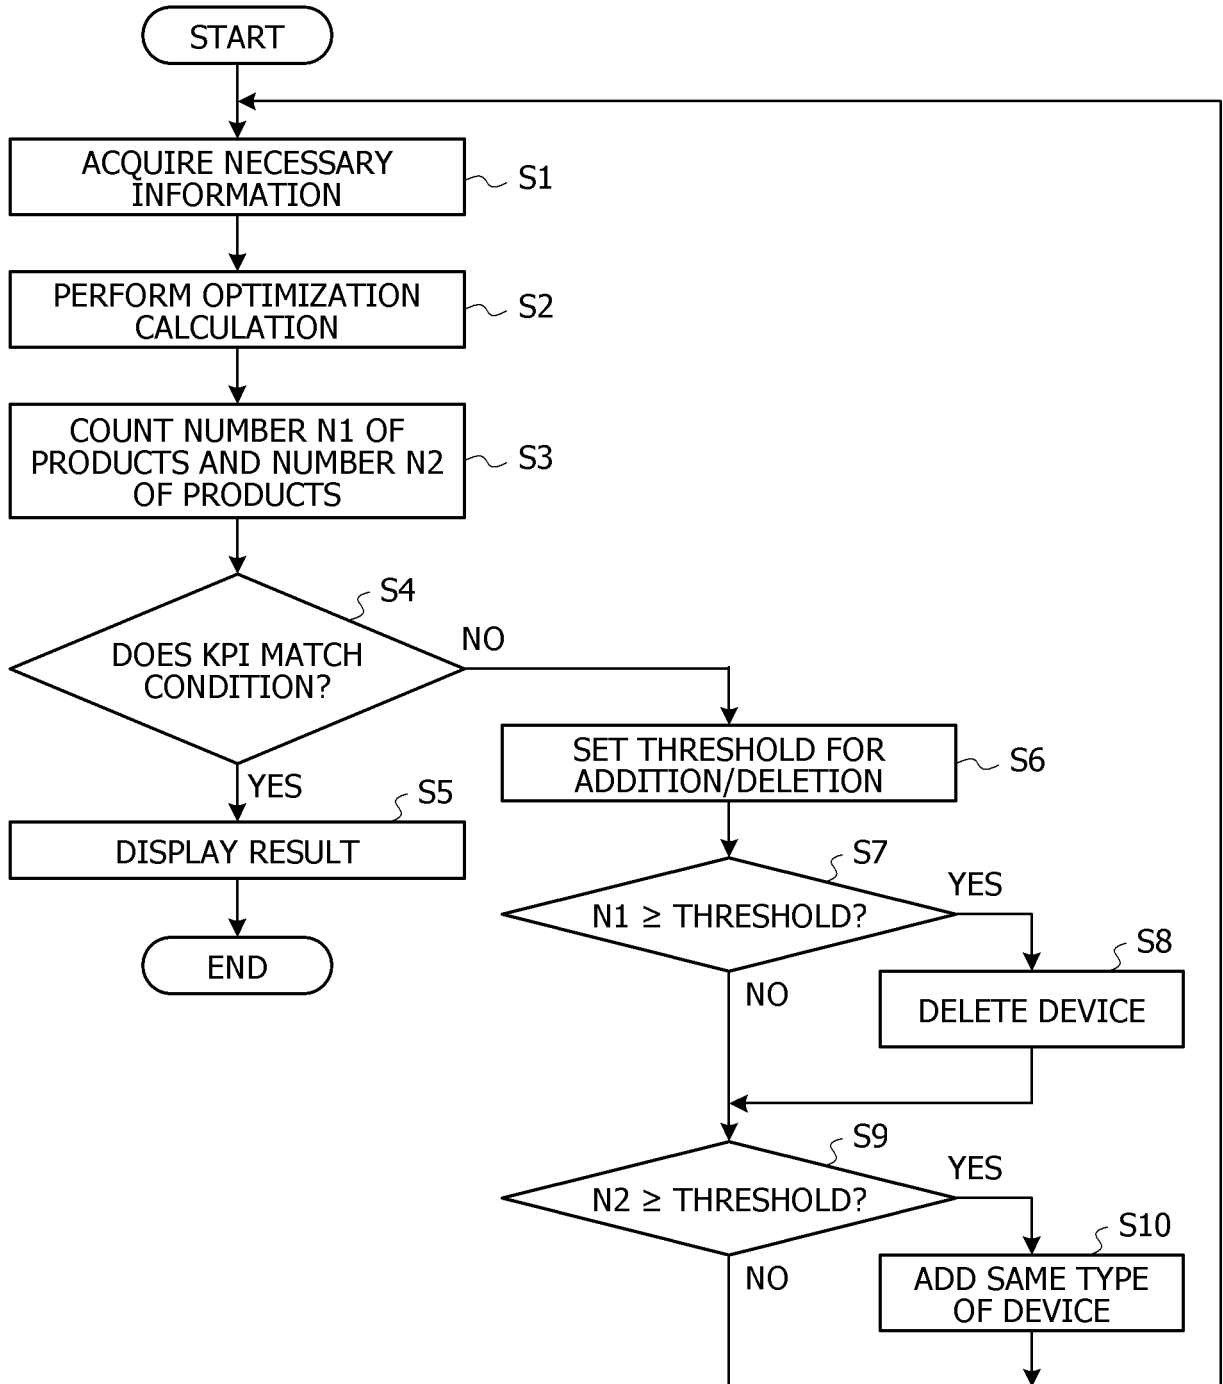 START
ACQUIRE NECESSARY
INFORMATION
S1
PERFORM OPTIMIZATION
CALCULATION
S2
COUNT NUMBER N1 OF
PRODUCTS AND NUMBER N2
OF PRODUCTS
S3
S4
DOES KPI MATCH
CONDITION?
NO
YES
S5
DISPLAY RESULT
END
SET THRESHOLD FOR
ADDITION/DELETION
S6
S7
N1 ≥ THRESHOLD?
YES
NO
S8
DELETE DEVICE
S9
N2 ≥ THRESHOLD?
YES
NO
S10
ADD SAME TYPE
OF DEVICE